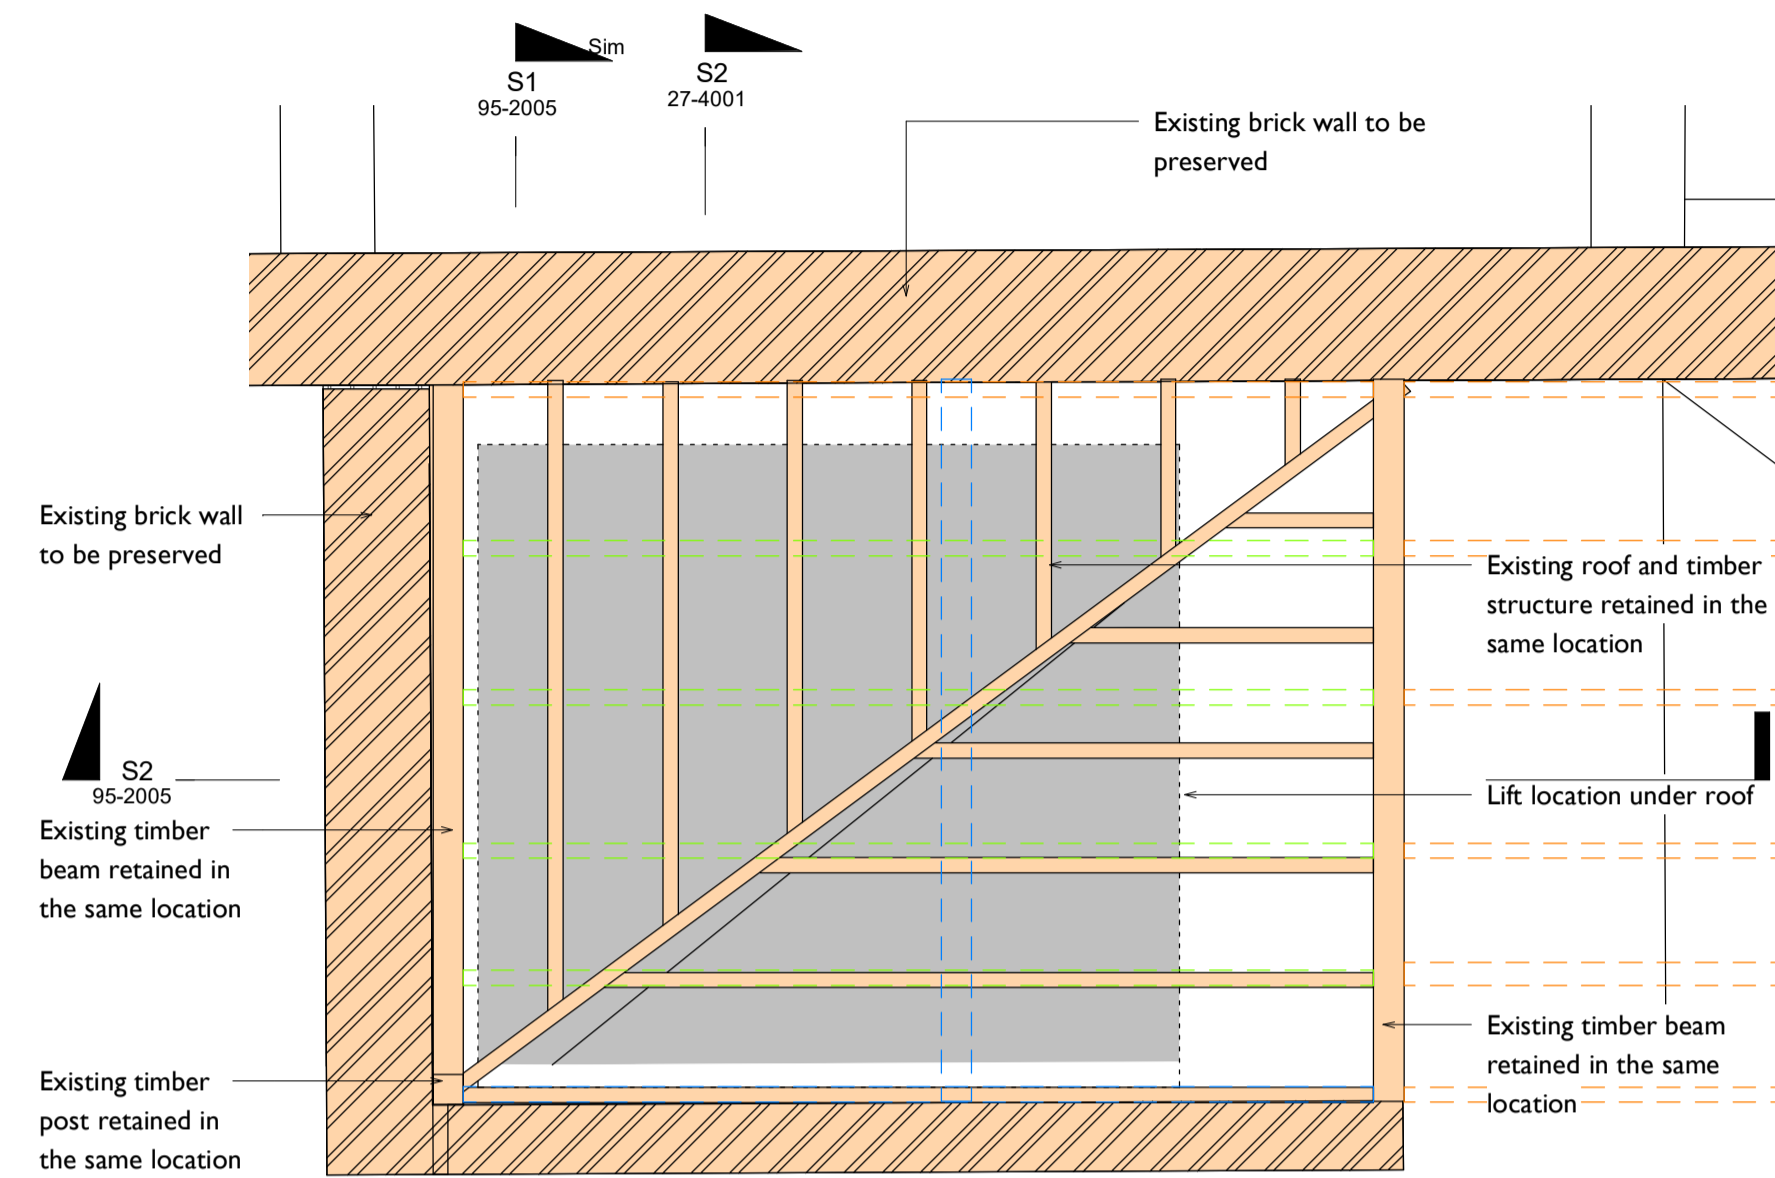 Sim
S1
95-2005
S2
27-4001
Existing brick wall to be
preserved
Existing brick wall
to be preserved
Existing roof and timber
structure retained in the
same location
S2
95-2005
Lift location under roof
Existing timber
beam retained in
the same location
Existing timber beam
retained in the same
location
Existing timber
post retained in
the same location